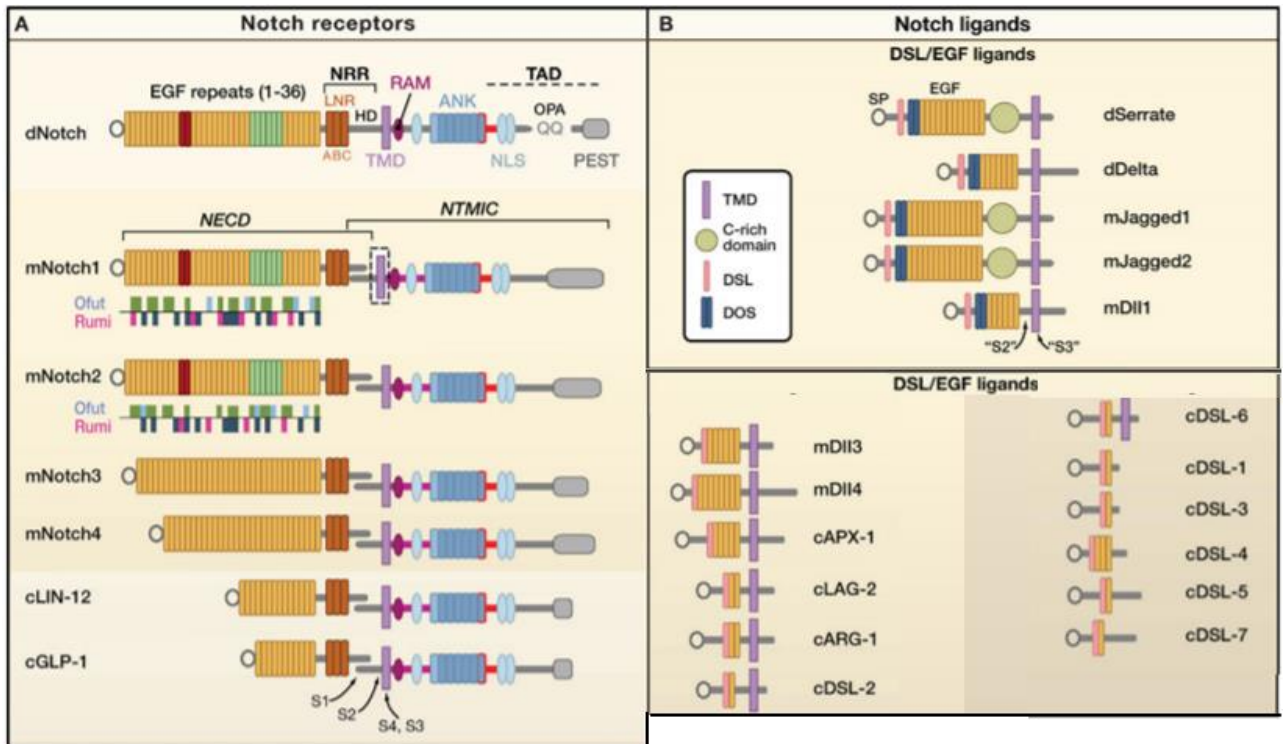 A Notch receptors
EGF repeats (1-36)
NRR
LNR
HD
ABC
RAM
TMD
ANK
TAD
OPA
QQ
NLS
PEST
dNotch
NECD
NTMIC
mNotch1
Ofut
Rumi
mNotch2
Ofut
Rumi
mNotch3
mNotch4
cLIN-12
cGLP-1
S1
S2
S4, S3
B Notch ligands
DSL/EGF ligands
SP
EGF
dSerrate
dDelta
mJagged1
mJagged2
mDll1
"S2"
"S3"
TMD
C-rich
domain
DSL
DOS
DSL/EGF ligands
mDll3
mDll4
cAPX-1
cLAG-2
cARG-1
cDSL-2
cDSL-6
cDSL-1
cDSL-3
cDSL-4
cDSL-5
cDSL-7